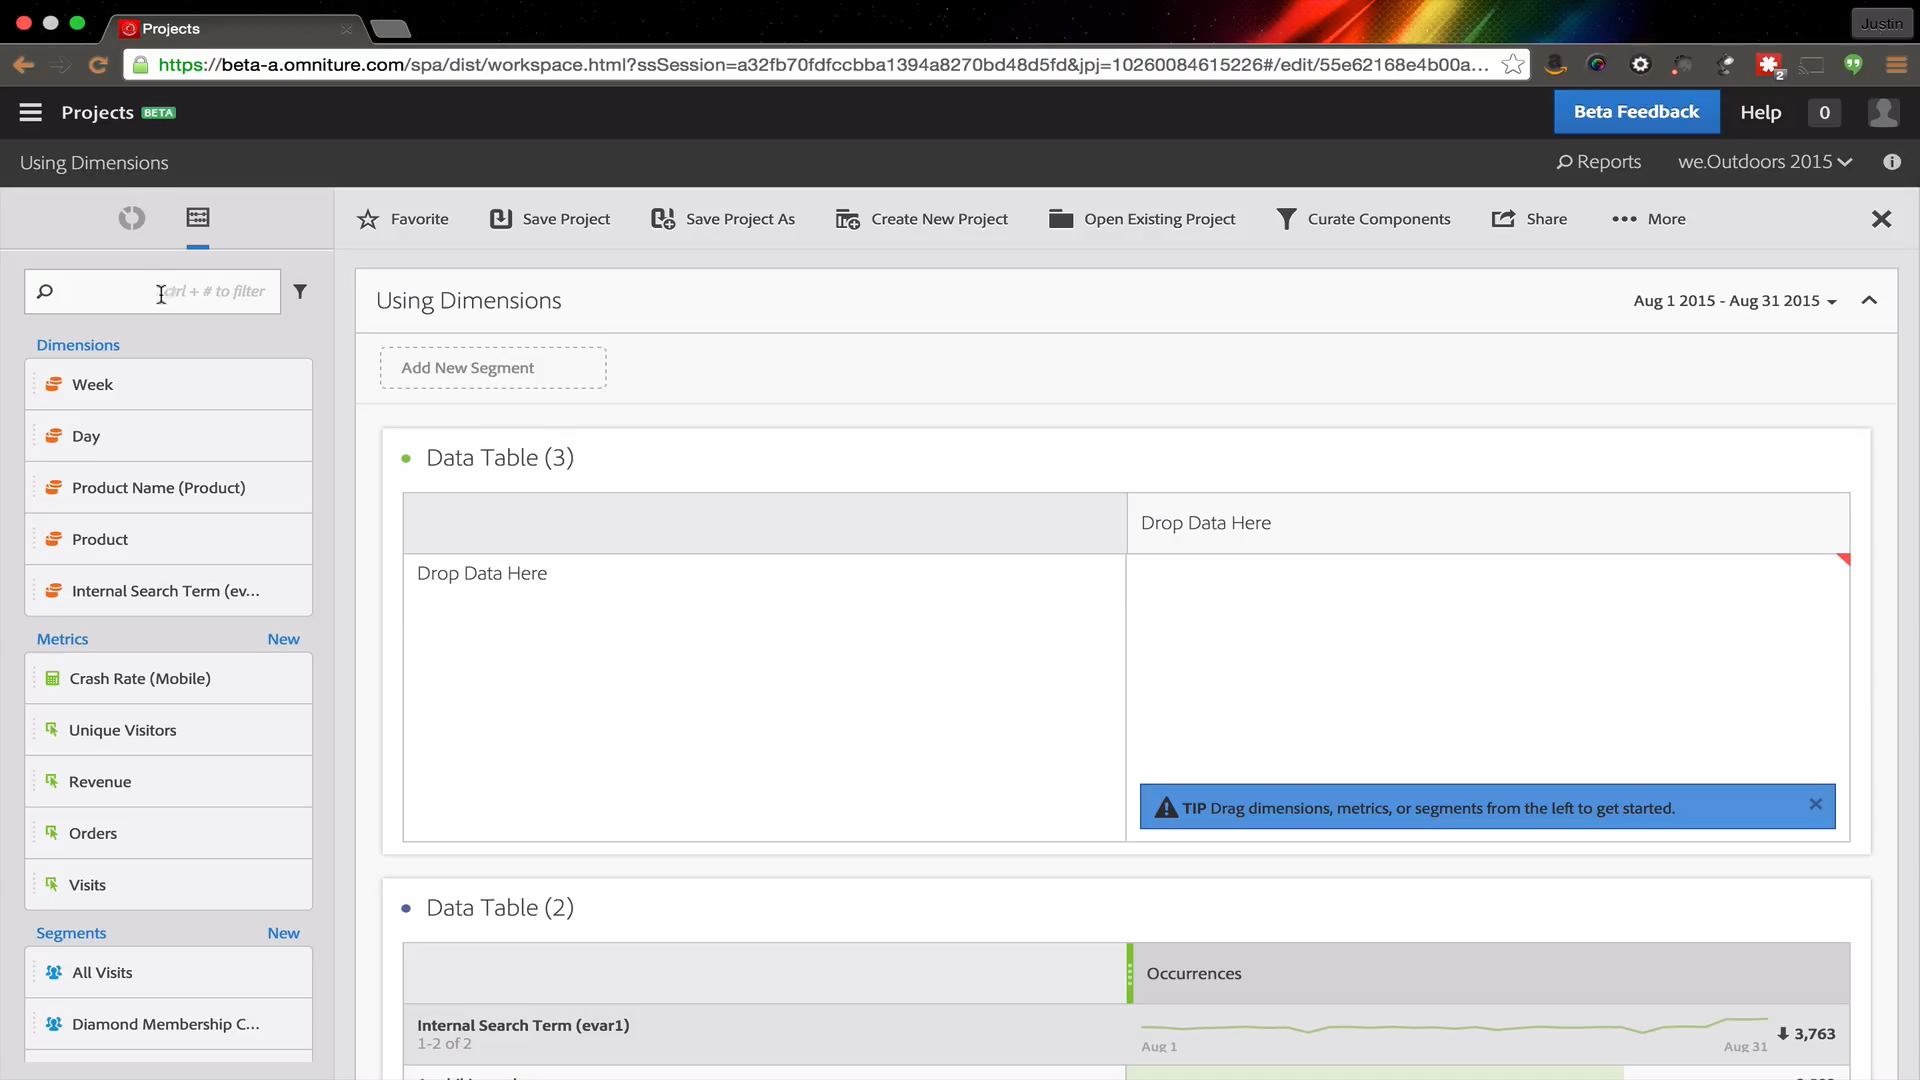 Projects
Justin
https://beta-a.omniture.com/spa/dist/workspace.html?ssSession=a32fb70fdfccbba1394a8270bd48d5fd&jpj=10260084615226#/edit/55e62168e4b00a...
2
Projects BETA
Beta Feedback
Help
0
Using Dimensions
Reports
we.Outdoors 2015
Favorite
Save Project
Save Project As
Create New Project
Open Existing Project
Curate Components
Share
More
+ # to filter
Using Dimensions
Aug 1 2015 - Aug 31 2015
Add New Segment
Dimensions
Week
Day
Product Name (Product)
Product
Internal Search Term (ev...
Metrics
New
Crash Rate (Mobile)
Unique Visitors
Revenue
Orders
Visits
Segments
New
All Visits
Diamond Membership C...
Data Table (3)
Drop Data Here
Drop Data Here
TIP Drag dimensions, metrics, or segments from the left to get started.
Data Table (2)
Occurrences
Internal Search Term (evar1)
1-2 of 2
Aug 1
Aug 31
3,763